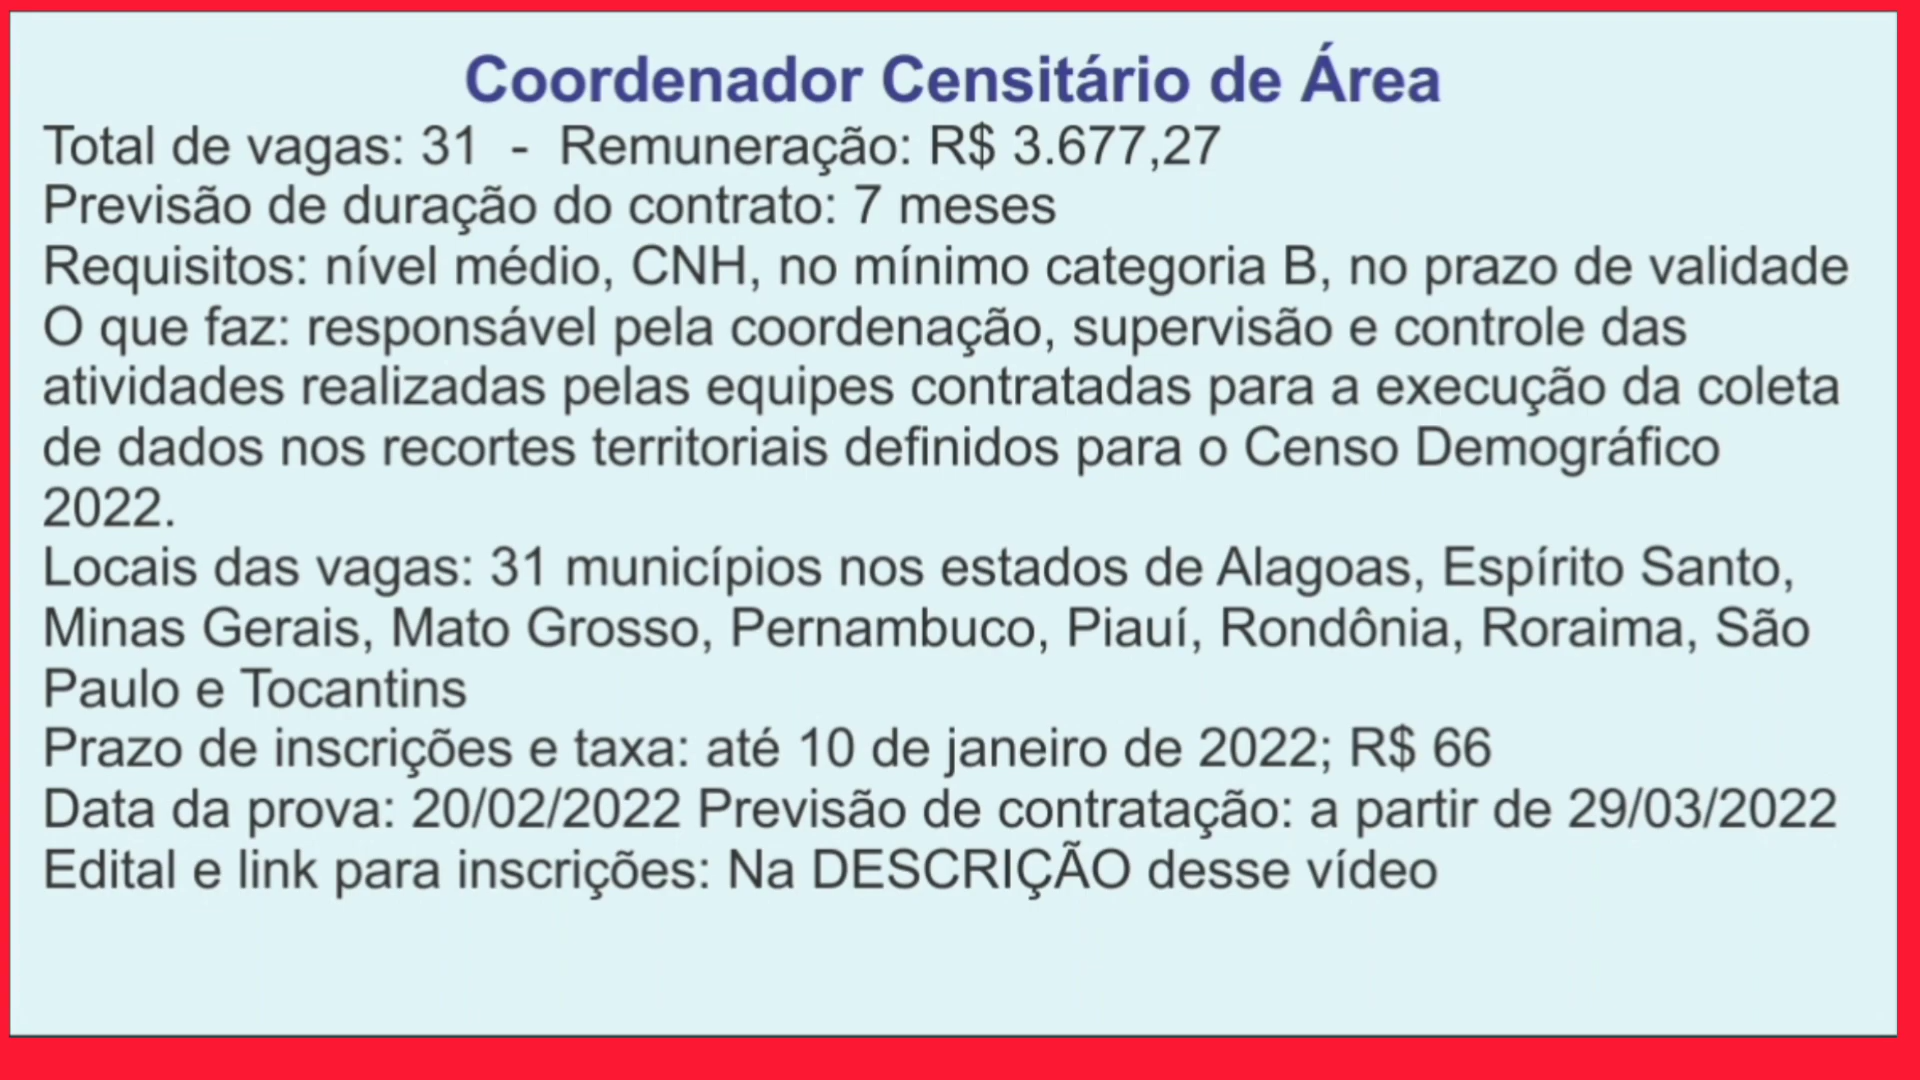 Coordenador Censitário de Área
Total de vagas: 31 - Remuneração: R$ 3.677,27
Previsão de duração do contrato: 7 meses
Requisitos: nível médio, CNH, no mínimo categoria B, no prazo de validade
O que faz: responsável pela coordenação, supervisão e controle das
atividades realizadas pelas equipes contratadas para a execução da coleta
de dados nos recortes territoriais definidos para o Censo Demográfico
2022.
Locais das vagas: 31 municípios nos estados de Alagoas, Espírito Santo,
Minas Gerais, Mato Grosso, Pernambuco, Piauí, Rondônia, Roraima, São
Paulo e Tocantins
Prazo de inscrições e taxa: até 10 de janeiro de 2022; R$ 66
Data da prova: 20/02/2022 Previsão de contratação: a partir de 29/03/2022
Edital e link para inscrições: Na DESCRIÇÃO desse vídeo